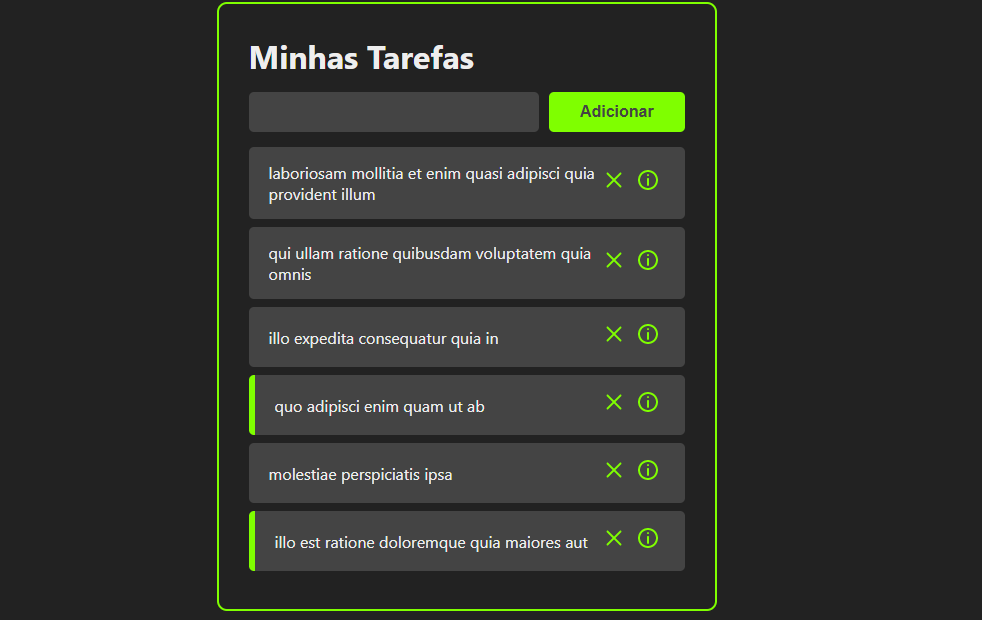 Minhas Tarefas
Adicionar
laboriosam mollitia et enim quasi adipisci quia
provident illum
qui ullam ratione quibusdam voluptatem quia
omnis
illo expedita consequatur quia in
quo adipisci enim quam ut ab
molestiae perspiciatis ipsa
illo est ratione doloremque quia maiores aut